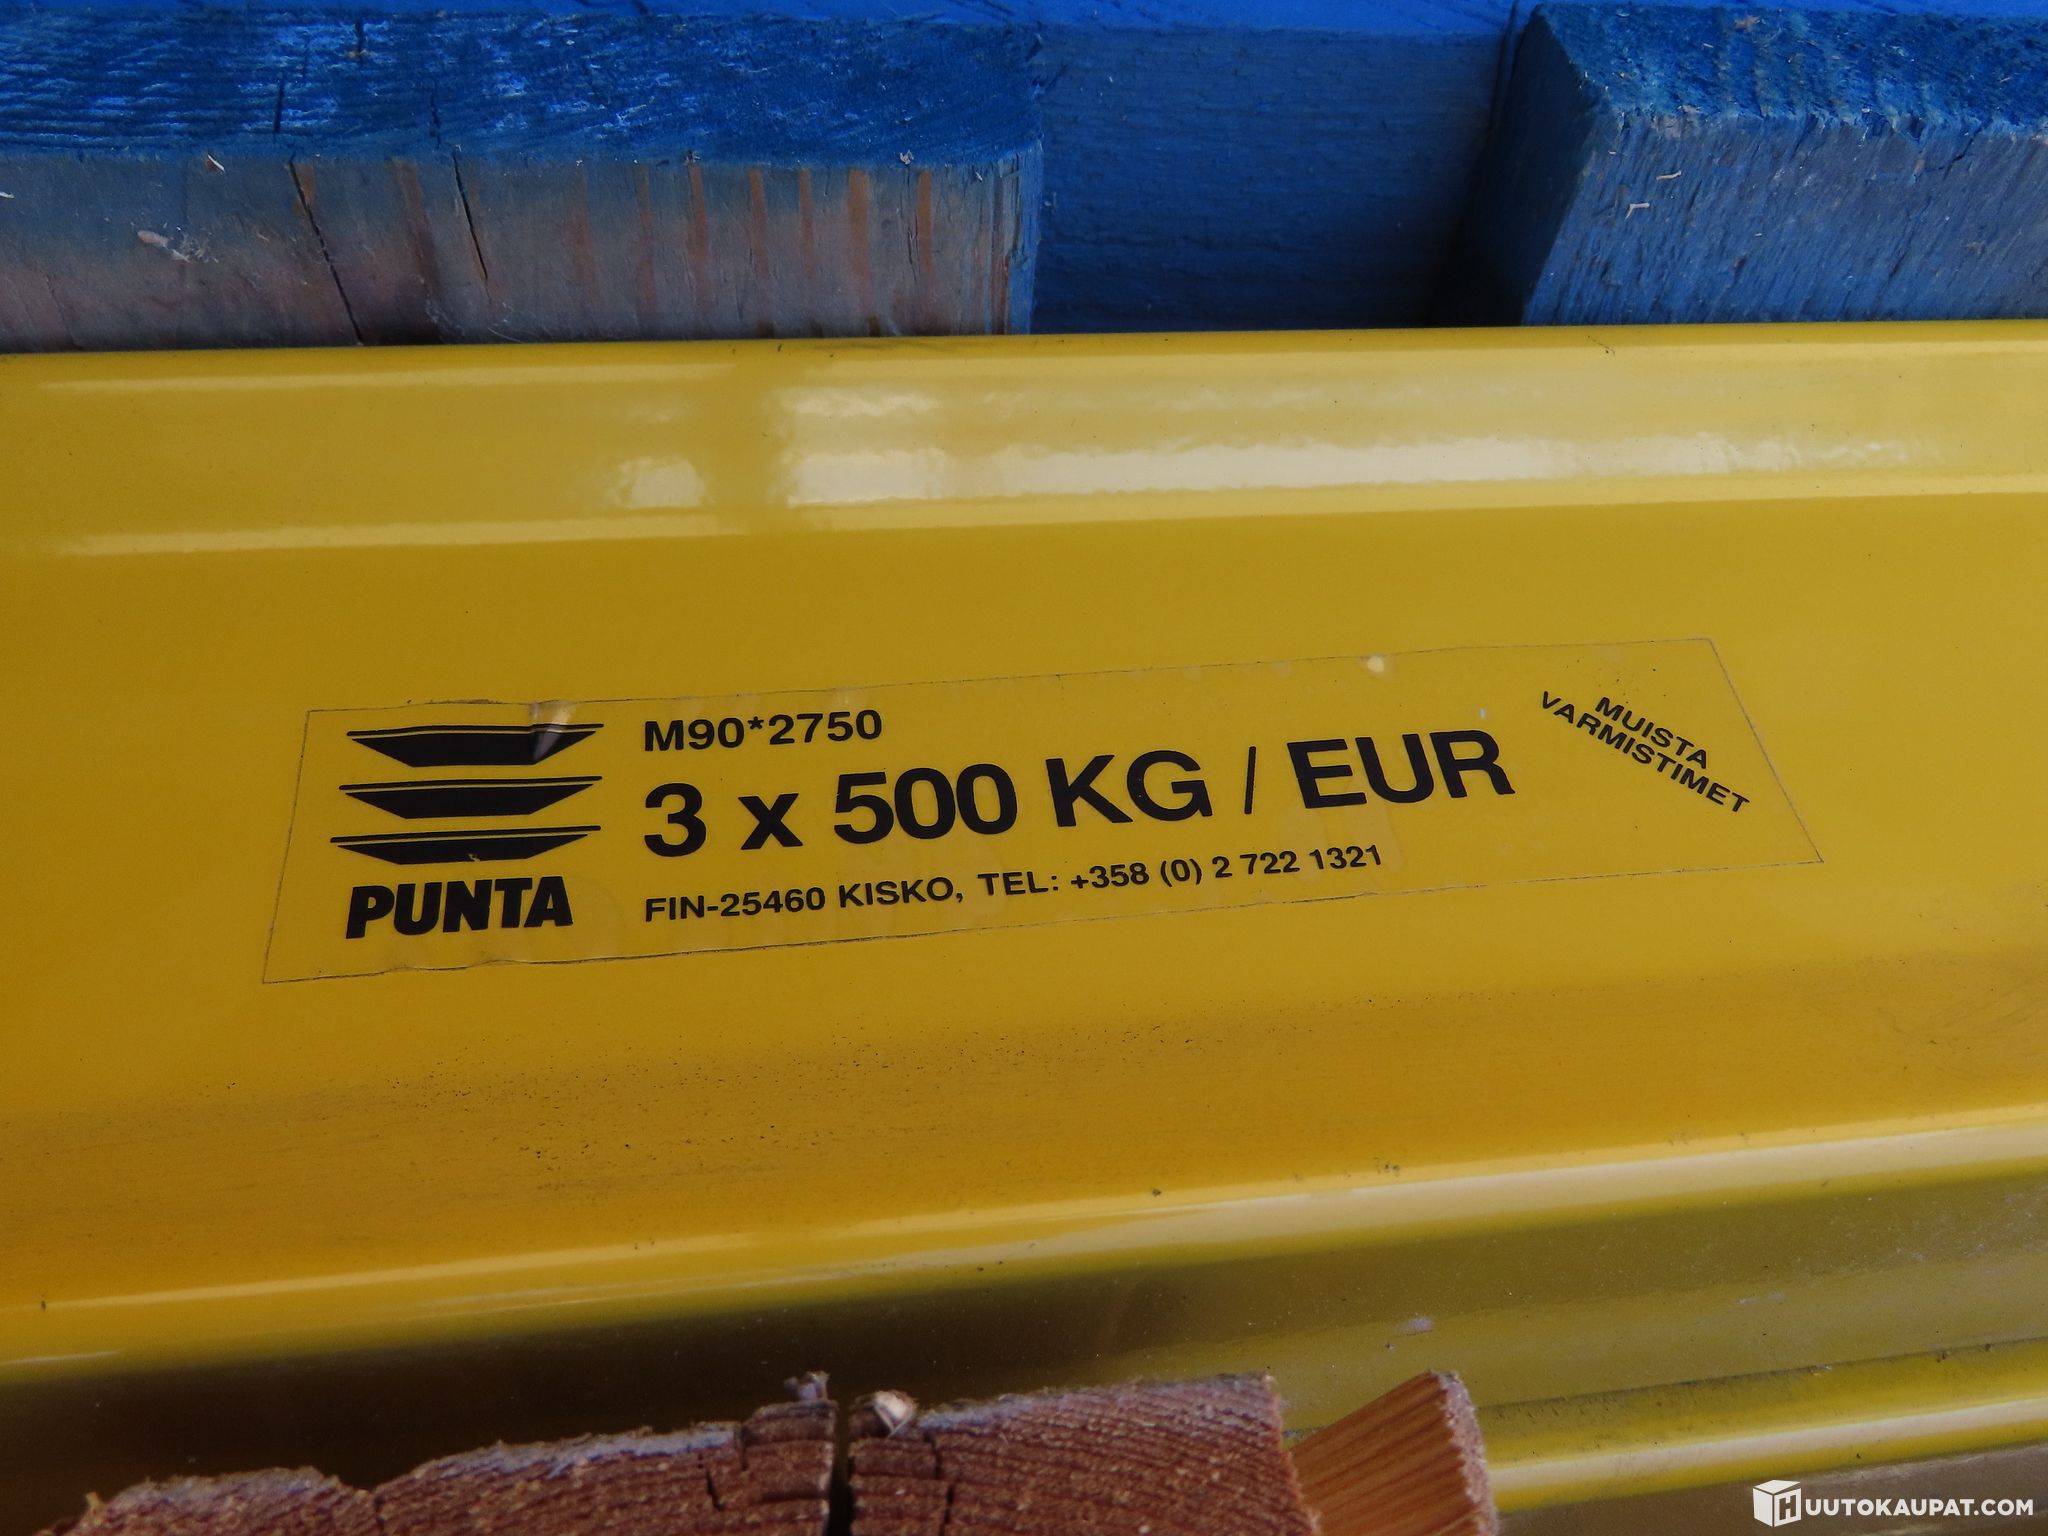 M90*2750
3 x 500 KG / EUR
MUISTA
VARMISTIMET
PUNTA
FIN-25460 KISKO, TEL: +358 (0) 2 722 1321
HUUTOKAUPAT.COM